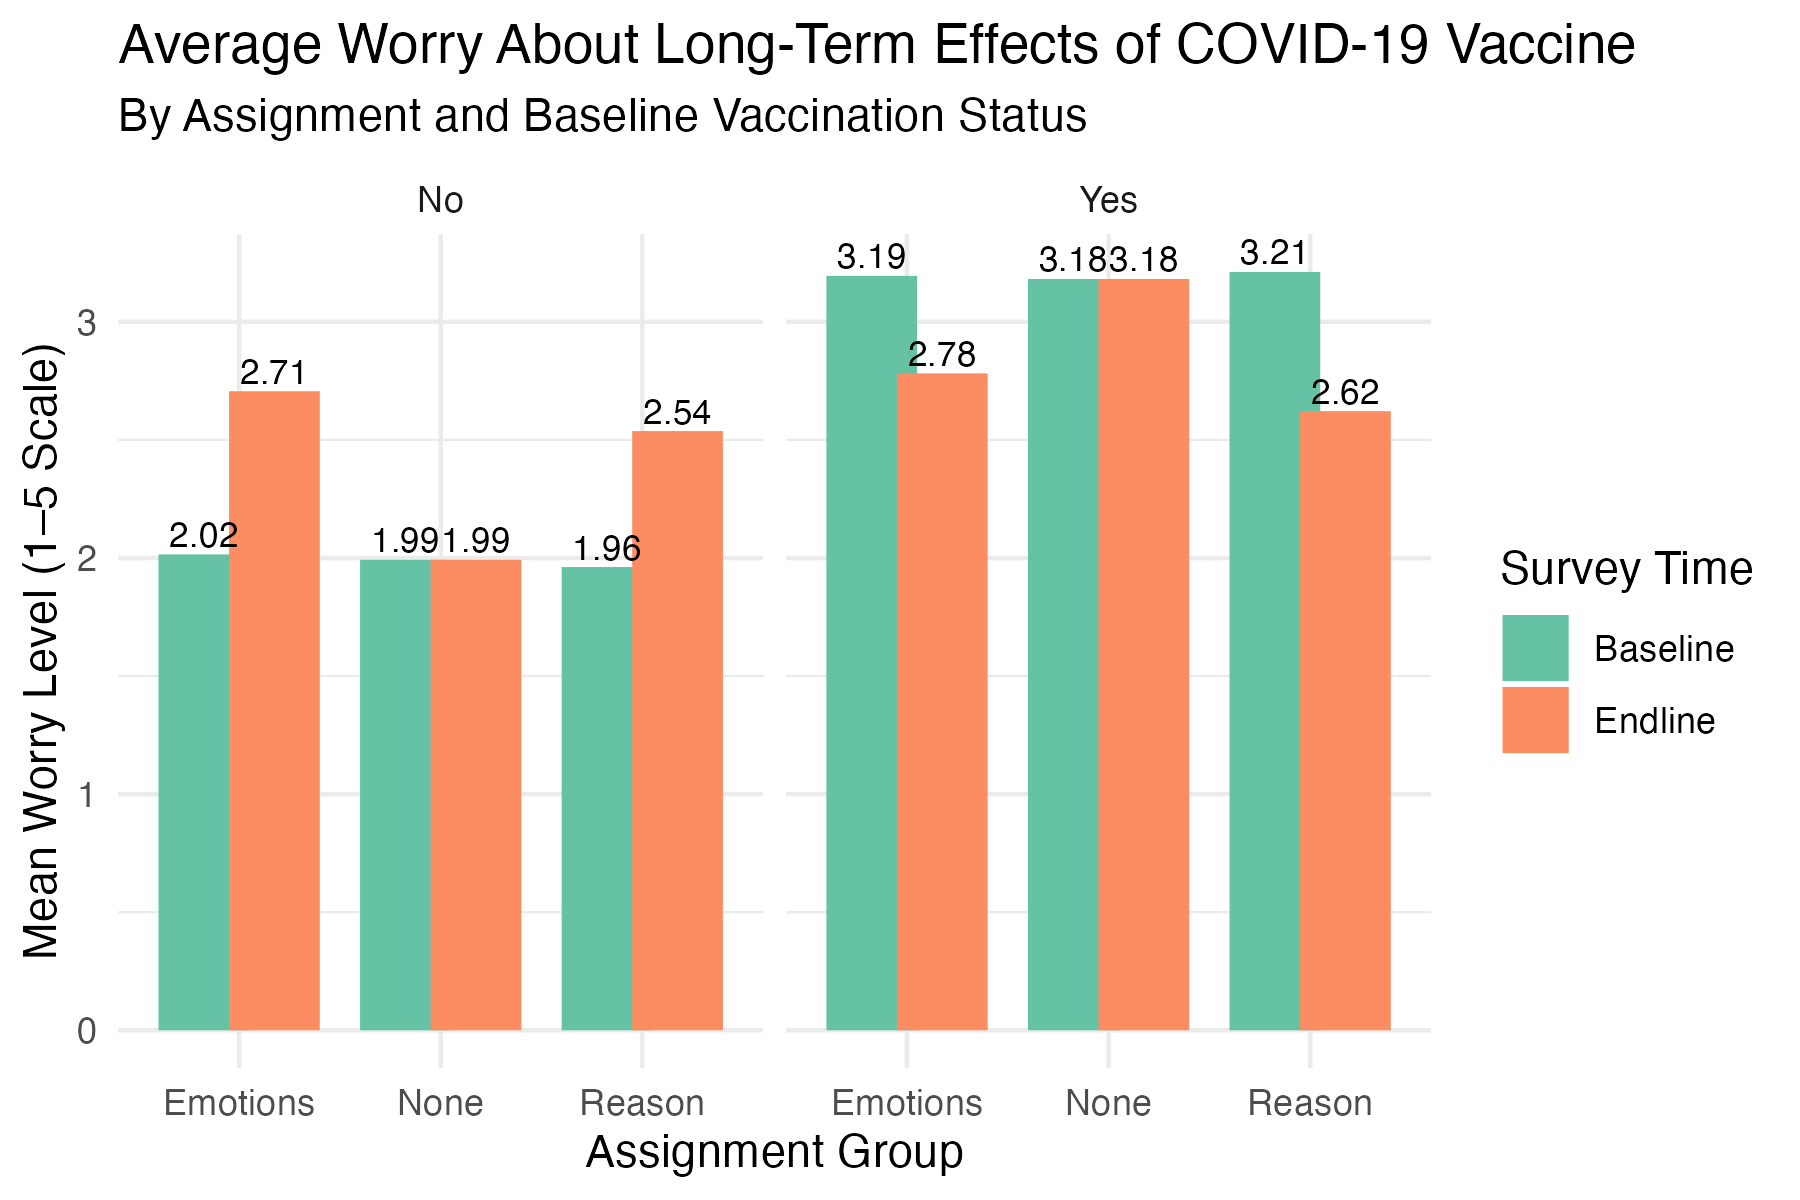 Average Worry About Long-Term Effects of COVID-19 Vaccine
By Assignment and Baseline Vaccination Status
No
Yes
Mean Worry Level (1–5 Scale)
3
2
1
0
2.02
2.71
1.99
1.99
1.96
2.54
3.19
2.78
3.18
3.18
3.21
2.62
Emotions
None
Reason
Emotions
None
Reason
Assignment Group
Survey Time
Baseline
Endline